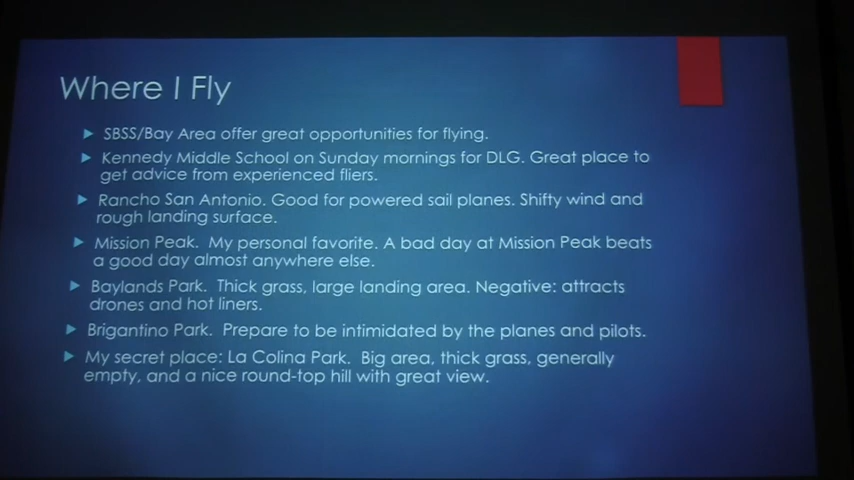 Where I Fly
SBSS/Bay Area offer great opportunities for flying.
Kennedy Middle School on Sunday mornings for DLG. Great place to
get advice from experienced fliers.
Rancho San Antonio. Good for powered sail planes. Shifty wind and
rough landing surface.
Mission Peak.  My personal favorite. A bad day at Mission Peak beats
a good day almost anywhere else.
Baylands Park.  Thick grass, large landing area. Negative: attracts
drones and hot liners.
Brigantino Park.  Prepare to be intimidated by the planes and pilots.
My secret place: La Colina Park.  Big area, thick grass, generally
empty, and a nice round-top hill with great view.